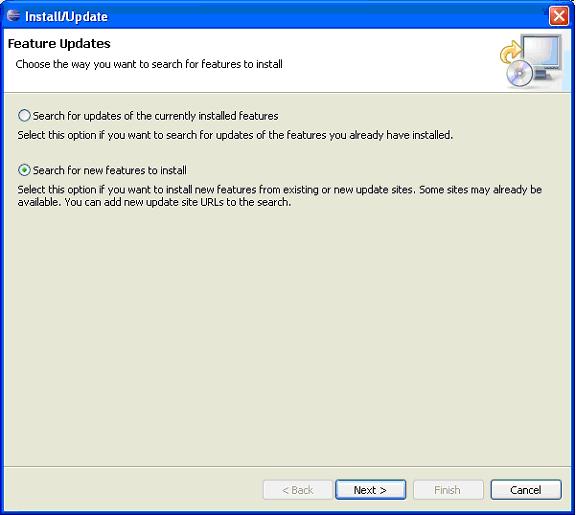 Install/Update
Feature Updates
Choose the way you want to search for features to install
Search for updates of the currently installed features
Select this option if you want to search for updates of the features you already have installed.
Search for new features to install
Select this option if you want to install new features from existing or new update sites. Some sites may already be
available. You can add new update site URLs to the search.
< Back
Next >
Finish
Cancel